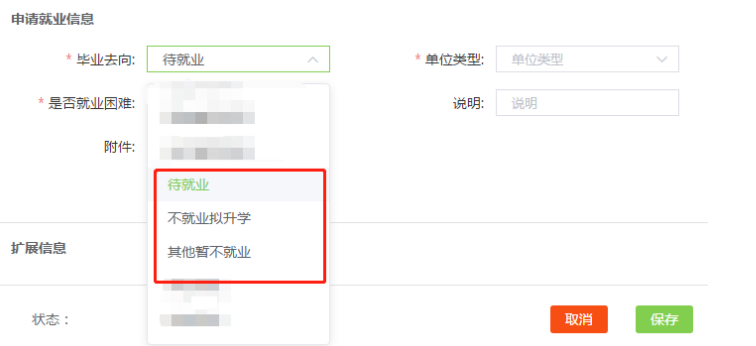 申请就业信息
* 毕业去向: 待就业 * 单位类型: 单位类型
* 是否就业困难: 说明: 说明
附件:
待就业
不就业拟升学
其他暂不就业
扩展信息
状态: 取消 保存